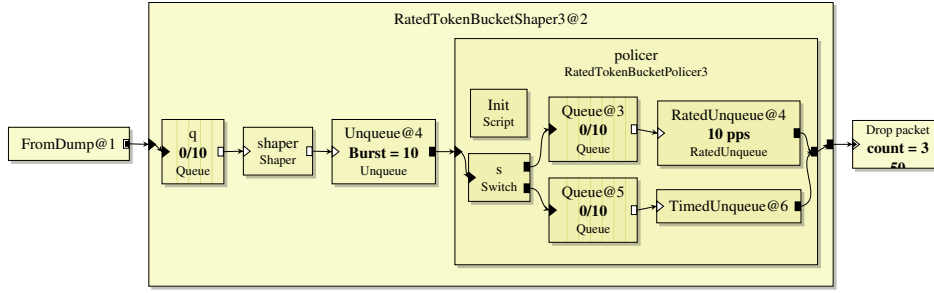 RatedTokenBucketShaper3@2
policer
RatedTokenBucketPolicer3
FromDump@1
q
0/10
Queue
shaper
Shaper
Unqueue@4
Burst = 10
Unqueue
Init
Script
s
Switch
Queue@3
0/10
Queue
RatedUnqueue@4
10 pps
RatedUnqueue
Queue@5
0/10
Queue
TimedUnqueue@6
Drop packet
count = 3
50